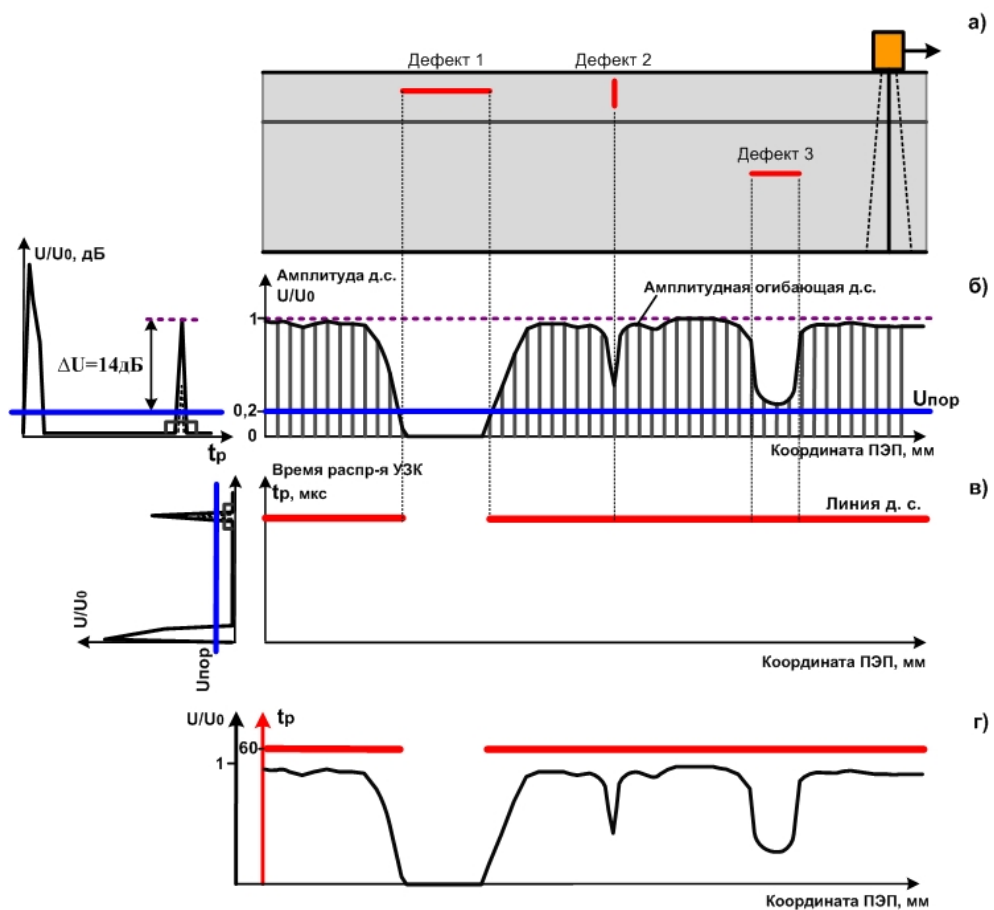 а)
Дефект 1
Дефект 2
Дефект 3
U/U0, дБ
ΔU=14дБ
tр
Амплитуда д.с.
U/U0
Амплитудная огибающая д.с.
б)
1
0,2
0
Uпор
Координата ПЭП, мм
Время распр-я УЗК
tр, мкс
в)
Линия д. с.
U/U0
Uпор
Координата ПЭП, мм
U/U0
tр
г)
60
1
Координата ПЭП, мм